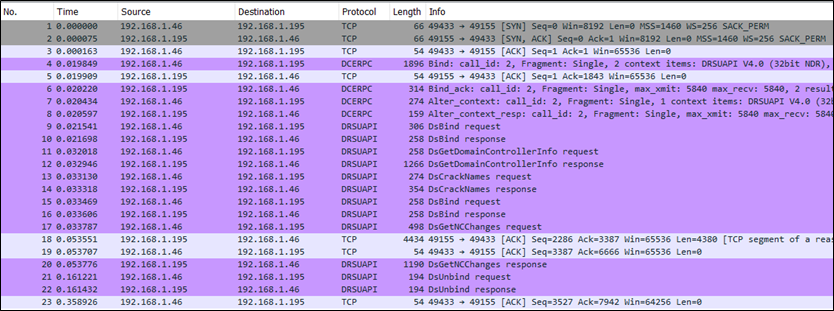 No. Time Source Destination Protocol Length Info
1 0.000000 192.168.1.46 192.168.1.195 TCP 66 49433 → 49155 [SYN] Seq=0 Win=8192 Len=0 MSS=1460 WS=256 SACK_PERM
2 0.000075 192.168.1.195 192.168.1.46 TCP 66 49155 → 49433 [SYN, ACK] Seq=0 Ack=1 Win=8192 Len=0 MSS=1460 WS=256 SACK_PERM
3 0.000163 192.168.1.46 192.168.1.195 TCP 54 49433 → 49155 [ACK] Seq=1 Ack=1 Win=65536 Len=0
4 0.019849 192.168.1.46 192.168.1.195 DCERPC 1896 Bind: call_id: 2, Fragment: Single, 2 context items: DRSUAPI V4.0 (32bit NDR),
5 0.019909 192.168.1.195 192.168.1.46 TCP 54 49155 → 49433 [ACK] Seq=1 Ack=1843 Win=65536 Len=0
6 0.020220 192.168.1.195 192.168.1.46 DCERPC 314 Bind_ack: call_id: 2, Fragment: Single, max_xmit: 5840 max_recv: 5840, 2 result
7 0.020434 192.168.1.46 192.168.1.195 DCERPC 274 Alter_context: call_id: 2, Fragment: Single, 1 context items: DRSUAPI V4.0 (32b
8 0.020597 192.168.1.195 192.168.1.46 DCERPC 159 Alter_context_resp: call_id: 2, Fragment: Single, max_xmit: 5840 max_recv: 5840
9 0.021541 192.168.1.46 192.168.1.195 DRSUAPI 306 DsBind request
10 0.021698 192.168.1.195 192.168.1.46 DRSUAPI 258 DsBind response
11 0.032018 192.168.1.46 192.168.1.195 DRSUAPI 258 DsGetDomainControllerInfo request
12 0.032946 192.168.1.195 192.168.1.46 DRSUAPI 1266 DsGetDomainControllerInfo response
13 0.033130 192.168.1.46 192.168.1.195 DRSUAPI 274 DsCrackNames request
14 0.033318 192.168.1.195 192.168.1.46 DRSUAPI 354 DsCrackNames response
15 0.033469 192.168.1.46 192.168.1.195 DRSUAPI 258 DsBind request
16 0.033606 192.168.1.195 192.168.1.46 DRSUAPI 258 DsBind response
17 0.033787 192.168.1.46 192.168.1.195 DRSUAPI 498 DsGetNCChanges request
18 0.053551 192.168.1.195 192.168.1.46 TCP 4434 49155 → 49433 [ACK] Seq=2286 Ack=3387 Win=65536 Len=4380 [TCP segment of a reas
19 0.053707 192.168.1.46 192.168.1.195 TCP 54 49433 → 49155 [ACK] Seq=3387 Ack=6666 Win=65536 Len=0
20 0.053776 192.168.1.195 192.168.1.46 DRSUAPI 1190 DsGetNCChanges response
21 0.161221 192.168.1.46 192.168.1.195 DRSUAPI 194 DsUnbind request
22 0.161432 192.168.1.195 192.168.1.46 DRSUAPI 194 DsUnbind response
23 0.358926 192.168.1.46 192.168.1.195 TCP 54 49433 → 49155 [ACK] Seq=3527 Ack=7942 Win=64256 Len=0